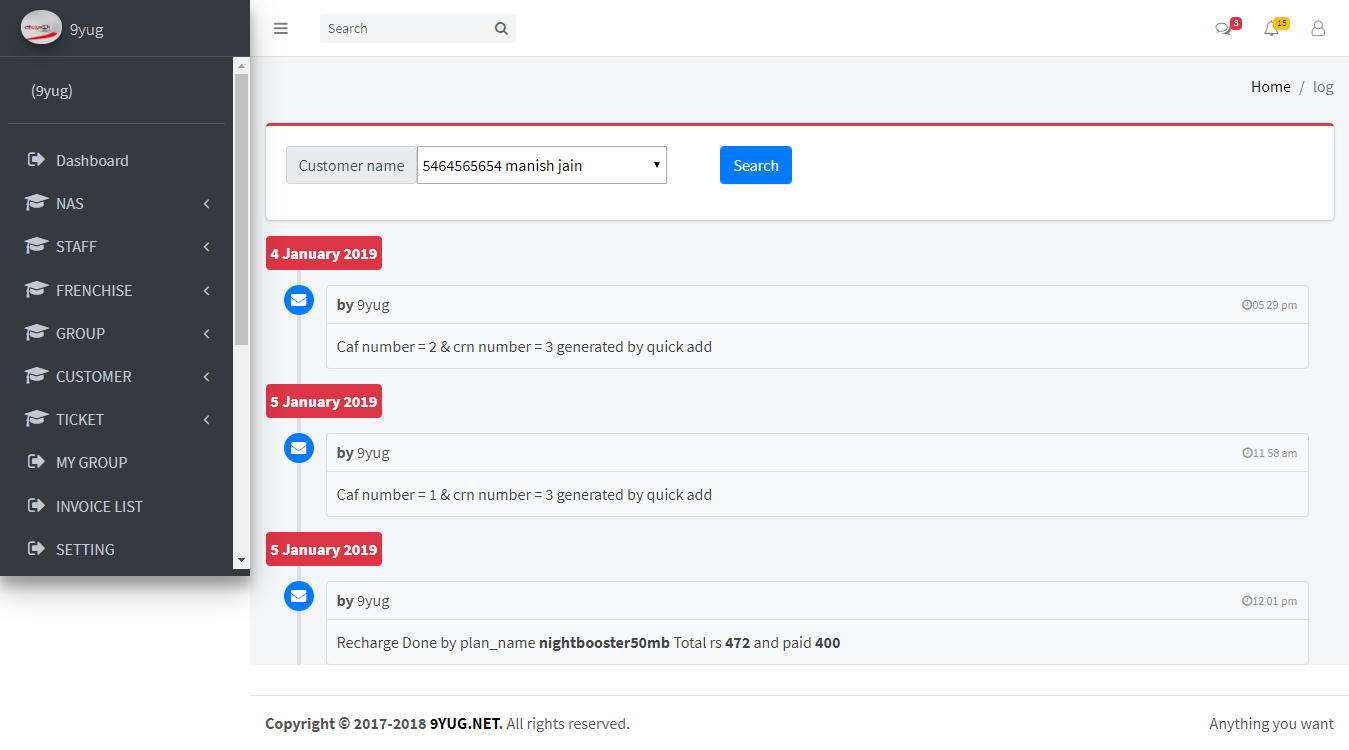 9yug
Search
3
15
(9yug)
Home / log
Dashboard
NAS
STAFF
FRENCHISE
GROUP
CUSTOMER
TICKET
MY GROUP
INVOICE LIST
SETTING
Customer name 5464565654 manish jain Search
4 January 2019
by 9yug 05 29 pm
Caf number = 2 & crn number = 3 generated by quick add
5 January 2019
by 9yug 11 58 am
Caf number = 1 & crn number = 3 generated by quick add
5 January 2019
by 9yug 12 01 pm
Recharge Done by plan_name nightbooster50mb Total rs 472 and paid 400
Copyright © 2017-2018 9YUG.NET. All rights reserved. Anything you want